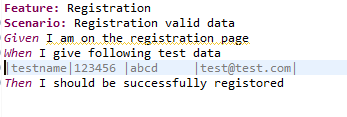 Feature: Registration
Scenario: Registration valid data
Given I am on the registration page
When I give following test data
|testname|123456 |abcd |test@test.com|
Then I should be successfully registored